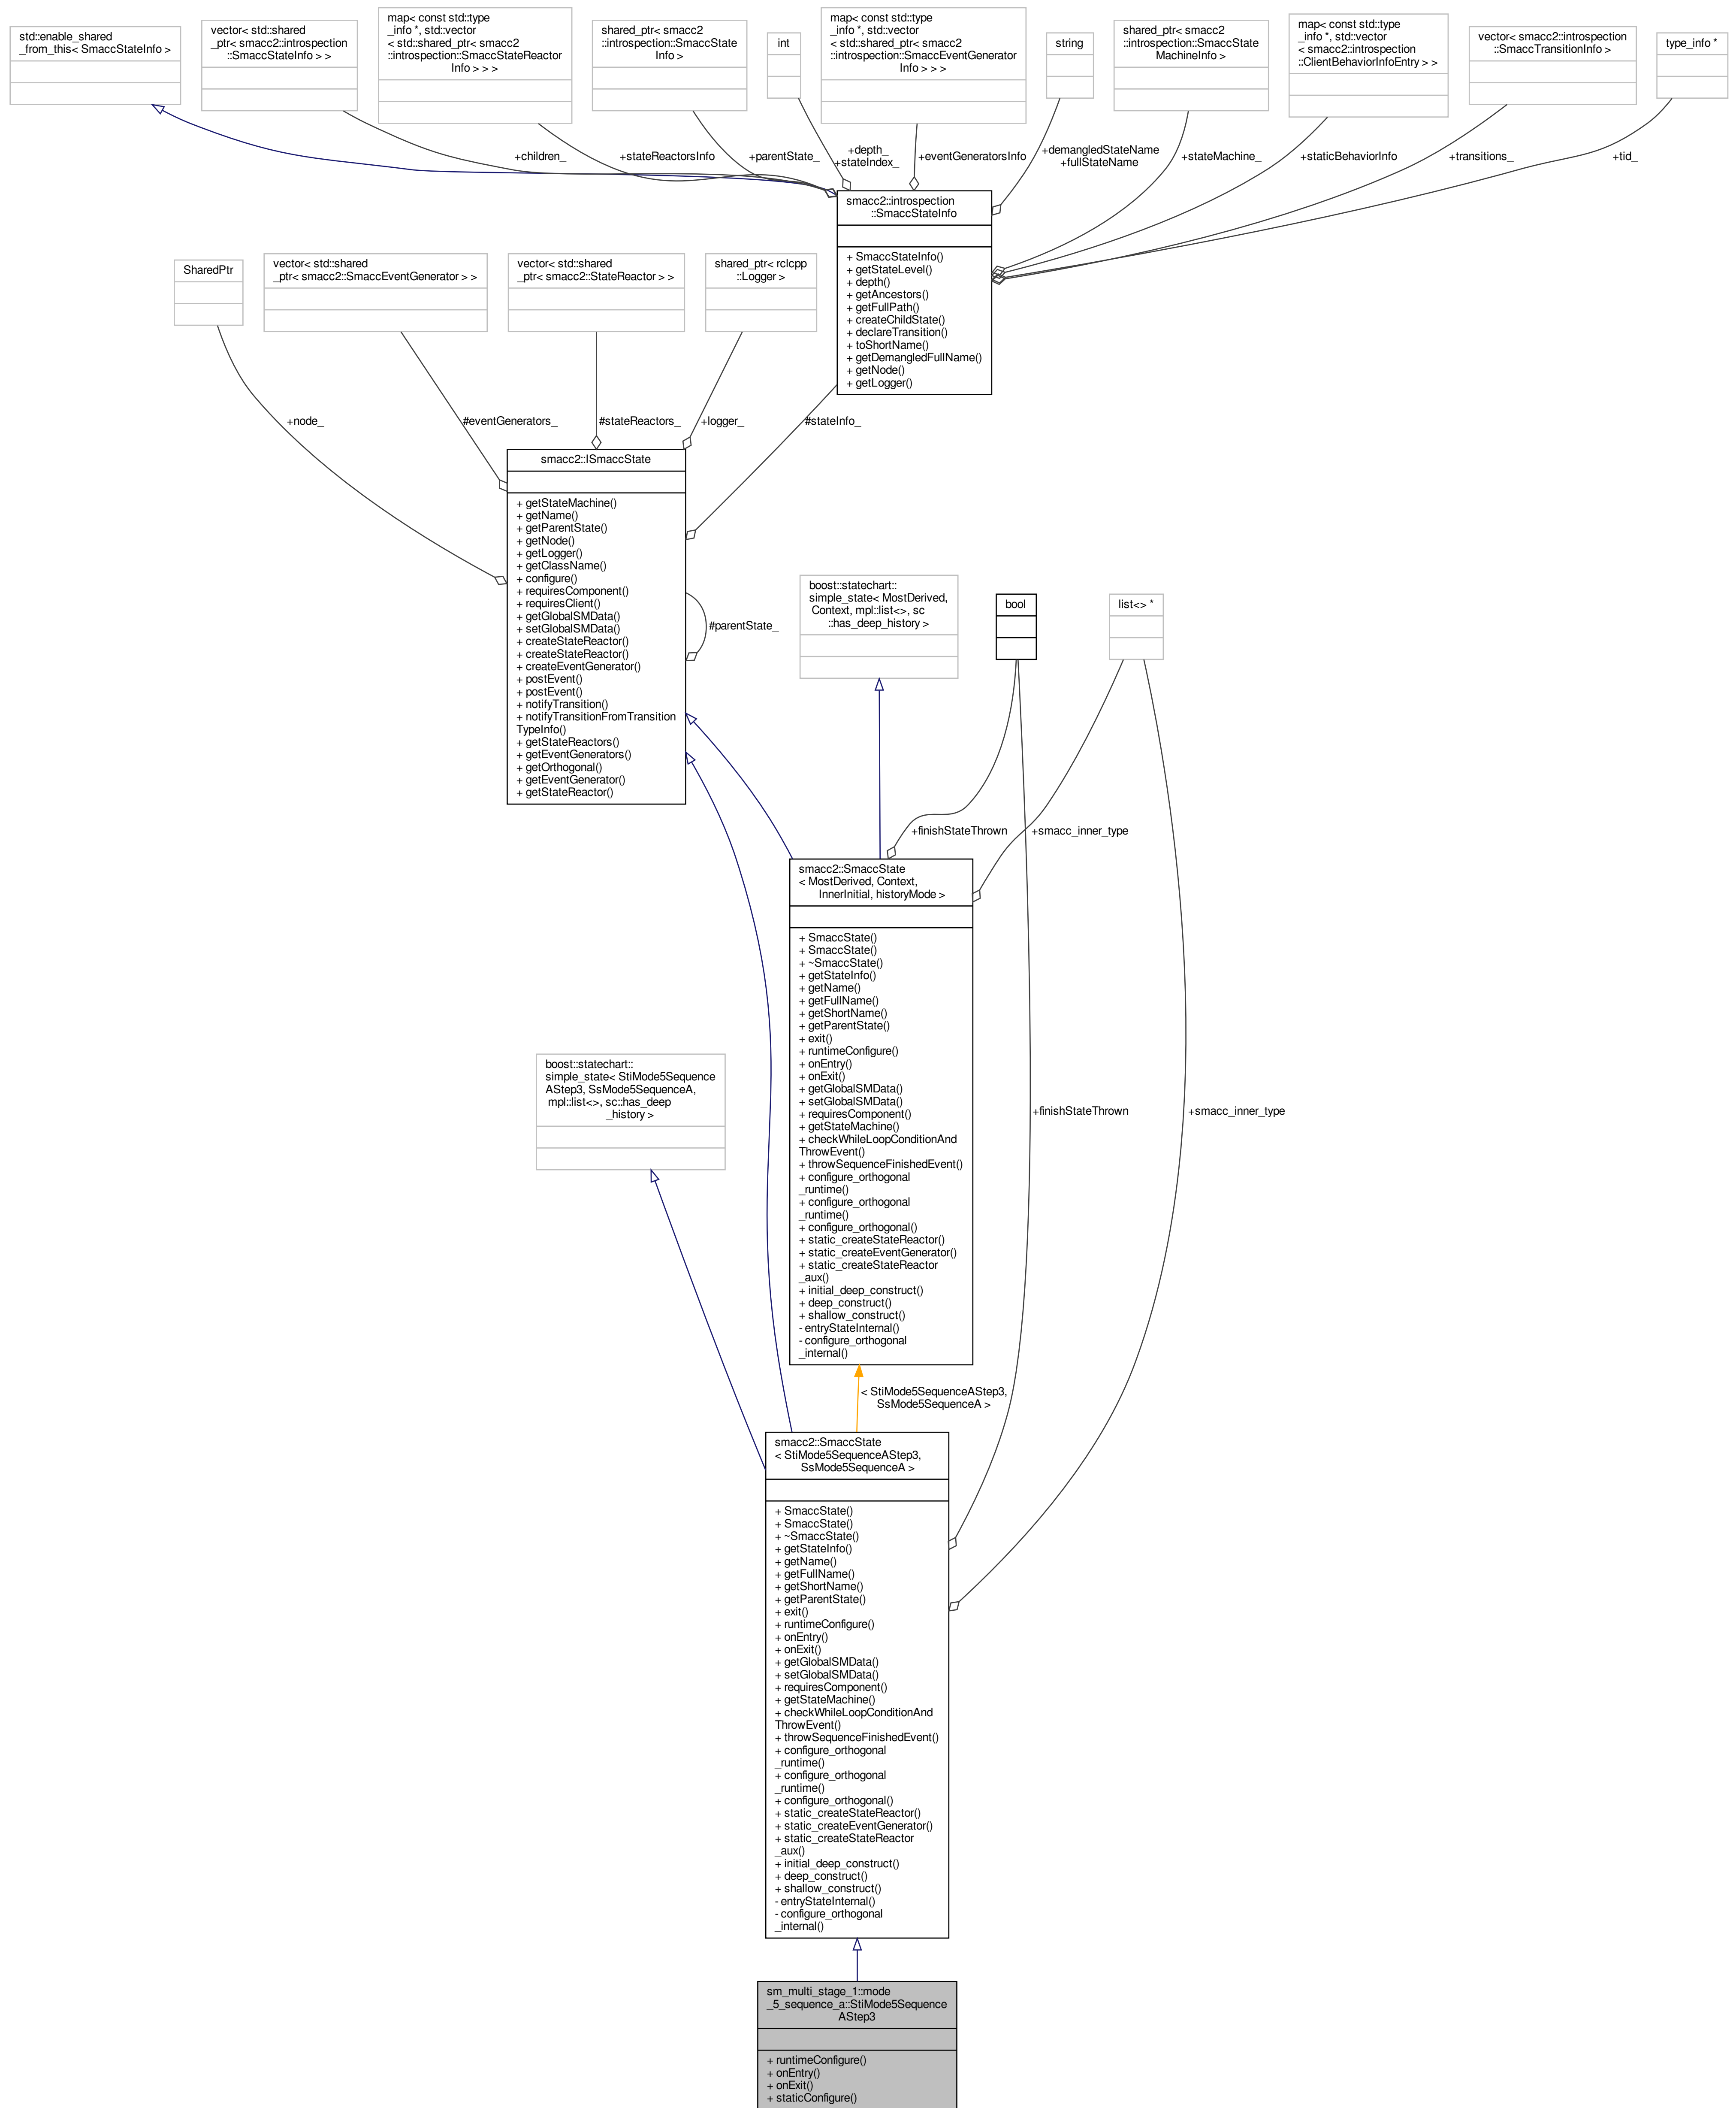 std::enable_shared
_from_this< SmaccStateInfo >
vector< std::shared
_ptr< smacc2::introspection
::SmaccStateInfo > >
map< const std::type
_info *, std::vector
< std::shared_ptr< smacc2
::introspection::SmaccStateReactor
Info > > >
shared_ptr< smacc2
::introspection::SmaccState
Info >
int
map< const std::type
_info *, std::vector
< std::shared_ptr< smacc2
::introspection::SmaccEventGenerator
Info > > >
string
shared_ptr< smacc2
::introspection::SmaccState
MachineInfo >
map< const std::type
_info *, std::vector
< smacc2::introspection
::ClientBehaviorInfoEntry > >
vector< smacc2::introspection
::SmaccTransitionInfo >
type_info *
+children_
+stateReactorsInfo
+parentState_
+depth_
+stateIndex_
+eventGeneratorsInfo
+demangledStateName
+fullStateName
+stateMachine_
+staticBehaviorInfo
+transitions_
+tid_
smacc2::introspection
::SmaccStateInfo
+ SmaccStateInfo()
+ getStateLevel()
+ depth()
+ getAncestors()
+ getFullPath()
+ createChildState()
+ declareTransition()
+ toShortName()
+ getDemangledFullName()
+ getNode()
+ getLogger()
SharedPtr
vector< std::shared
_ptr< smacc2::SmaccEventGenerator > >
vector< std::shared
_ptr< smacc2::StateReactor > >
shared_ptr< rclcpp
::Logger >
+node_
#eventGenerators_
#stateReactors_
+logger_
#stateInfo_
smacc2::ISmaccState
+ getStateMachine()
+ getName()
+ getParentState()
+ getNode()
+ getLogger()
+ getClassName()
+ configure()
+ requiresComponent()
+ requiresClient()
+ getGlobalSMData()
+ setGlobalSMData()
+ createStateReactor()
+ createStateReactor()
+ createEventGenerator()
+ postEvent()
+ postEvent()
+ notifyTransition()
+ notifyTransitionFromTransition
TypeInfo()
+ getStateReactors()
+ getEventGenerators()
+ getOrthogonal()
+ getEventGenerator()
+ getStateReactor()
#parentState_
boost::statechart::
simple_state< MostDerived,
Context, mpl::list<>, sc
::has_deep_history >
bool
list<> *
+finishStateThrown
+smacc_inner_type
smacc2::SmaccState
< MostDerived, Context,
InnerInitial, historyMode >
+ SmaccState()
+ SmaccState()
+ ~SmaccState()
+ getStateInfo()
+ getName()
+ getFullName()
+ getShortName()
+ getParentState()
+ exit()
+ runtimeConfigure()
+ onEntry()
+ onExit()
+ getGlobalSMData()
+ setGlobalSMData()
+ requiresComponent()
+ getStateMachine()
+ checkWhileLoopConditionAnd
ThrowEvent()
+ throwSequenceFinishedEvent()
+ configure_orthogonal
_runtime()
+ configure_orthogonal
_runtime()
+ configure_orthogonal()
+ static_createStateReactor()
+ static_createEventGenerator()
+ static_createStateReactor
_aux()
+ initial_deep_construct()
+ deep_construct()
+ shallow_construct()
- entryStateInternal()
- configure_orthogonal
_internal()
boost::statechart::
simple_state< StiMode5Sequence
AStep3, SsMode5SequenceA,
mpl::list<>, sc::has_deep
_history >
+finishStateThrown
+smacc_inner_type
< StiMode5SequenceAStep3,
SsMode5SequenceA >
smacc2::SmaccState
< StiMode5SequenceAStep3,
SsMode5SequenceA >
+ SmaccState()
+ SmaccState()
+ ~SmaccState()
+ getStateInfo()
+ getName()
+ getFullName()
+ getShortName()
+ getParentState()
+ exit()
+ runtimeConfigure()
+ onEntry()
+ onExit()
+ getGlobalSMData()
+ setGlobalSMData()
+ requiresComponent()
+ getStateMachine()
+ checkWhileLoopConditionAnd
ThrowEvent()
+ throwSequenceFinishedEvent()
+ configure_orthogonal
_runtime()
+ configure_orthogonal
_runtime()
+ configure_orthogonal()
+ static_createStateReactor()
+ static_createEventGenerator()
+ static_createStateReactor
_aux()
+ initial_deep_construct()
+ deep_construct()
+ shallow_construct()
- entryStateInternal()
- configure_orthogonal
_internal()
sm_multi_stage_1::mode
_5_sequence_a::StiMode5Sequence
AStep3
+ runtimeConfigure()
+ onEntry()
+ onExit()
+ staticConfigure()